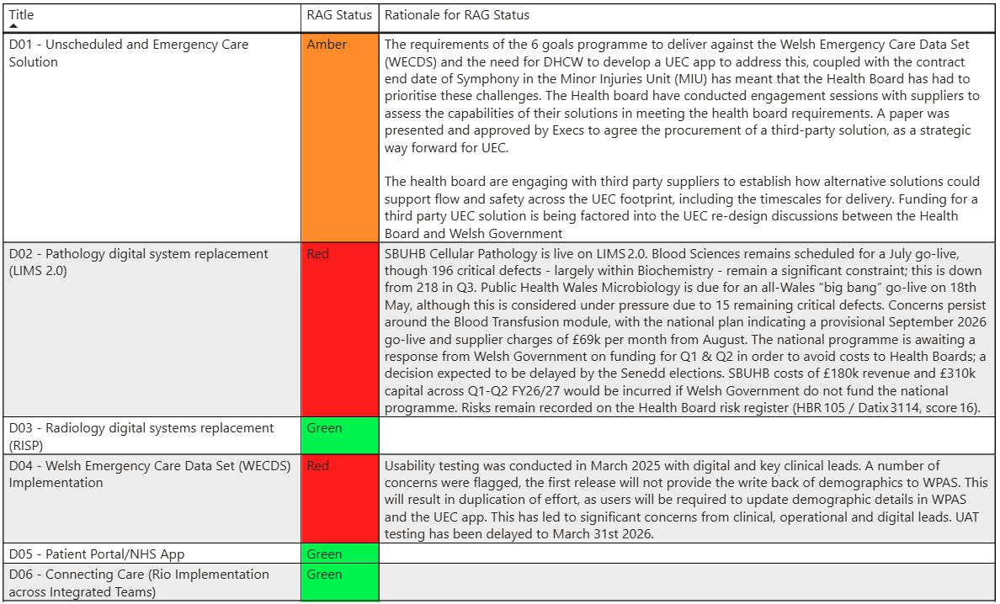 Title
RAG Status
Rationale for RAG Status
D01 - Unscheduled and Emergency Care
Solution
Amber
The requirements of the 6 goals programme to deliver against the Welsh Emergency Care Data Set
(WECDS) and the need for DHCW to develop a UEC app to address this, coupled with the contract
end date of Symphony in the Minor Injuries Unit (MIU) has meant that the Health Board has had to
prioritise these challenges. The Health board have conducted engagement sessions with suppliers to
assess the capabilities of their solutions in meeting the health board requirements. A paper was
presented and approved by Execs to agree the procurement of a third-party solution, as a strategic
way forward for UEC.
The health board are engaging with third party suppliers to establish how alternative solutions could
support flow and safety across the UEC footprint, including the timescales for delivery. Funding for a
third party UEC solution is being factored into the UEC re-design discussions between the Health
Board and Welsh Government
D02 - Pathology digital system replacement
(LIMS 2.0)
Red
SBUHB Cellular Pathology is live on LIMS 2.0. Blood Sciences remains scheduled for a July go-live,
though 196 critical defects - largely within Biochemistry - remain a significant constraint; this is down
from 218 in Q3. Public Health Wales Microbiology is due for an all-Wales “big bang” go-live on 18th
May, although this is considered under pressure due to 15 remaining critical defects. Concerns persist
around the Blood Transfusion module, with the national plan indicating a provisional September 2026
go-live and supplier charges of £69k per month from August. The national programme is awaiting a
response from Welsh Government on funding for Q1 & Q2 in order to avoid costs to Health Boards; a
decision expected to be delayed by the Senedd elections. SBUHB costs of £180k revenue and £310k
capital across Q1-Q2 FY26/27 would be incurred if Welsh Government do not fund the national
programme. Risks remain recorded on the Health Board risk register (HBR 105 / Datix 3114, score 16).
D03 - Radiology digital systems replacement
(RISP)
Green
D04 - Welsh Emergency Care Data Set (WECDS)
Implementation
Red
Usability testing was conducted in March 2025 with digital and key clinical leads. A number of
concerns were flagged, the first release will not provide the write back of demographics to WPAS. This
will result in duplication of effort, as users will be required to update demographic details in WPAS
and the UEC app. This has led to significant concerns from clinical, operational and digital leads. UAT
testing has been delayed to March 31st 2026.
D05 - Patient Portal/NHS App
Green
D06 - Connecting Care (Rio Implementation
across Integrated Teams)
Green